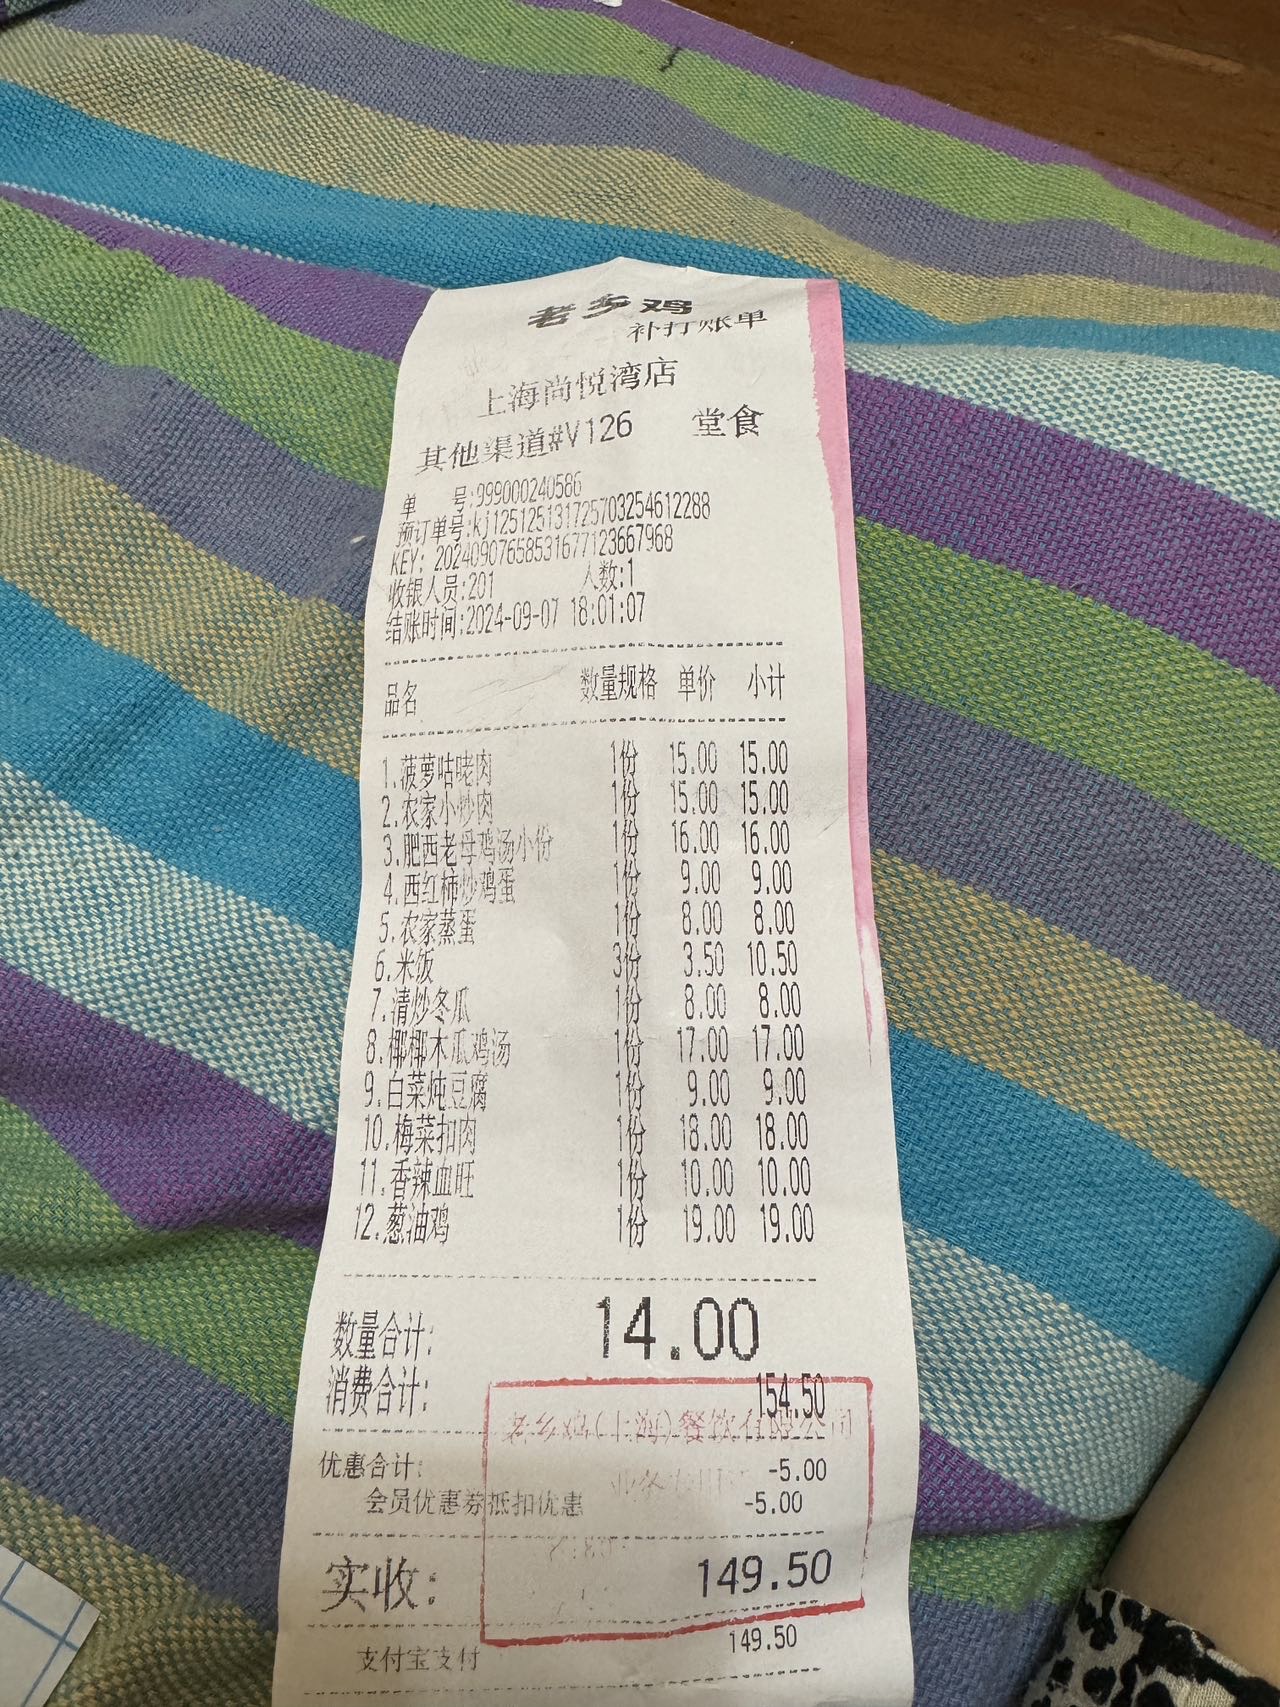 老乡鸡
补打账单
上海尚悦湾店
其他渠道#V126 堂食
单 号:999000240586
预订单号:kj125125131725703254612288
KEY: 20240907658531677123667968
收银人员:201 人数:1
结账时间:2024-09-07 18:01:07
品名 数量规格 单价 小计
1.菠萝咕咾肉 1份 15.00 15.00
2.农家小炒肉 1份 15.00 15.00
3.肥西老母鸡汤小份 1份 16.00 16.00
4.西红柿炒鸡蛋 1份 9.00 9.00
5.农家蒸蛋 1份 8.00 8.00
6.米饭 3份 3.50 10.50
7.清炒冬瓜 1份 8.00 8.00
8.椰椰木瓜鸡汤 1份 17.00 17.00
9.白菜炖豆腐 1份 9.00 9.00
10.梅菜扣肉 1份 18.00 18.00
11.香辣血旺 1份 10.00 10.00
12.葱油鸡 1份 19.00 19.00
数量合计: 14.00
消费合计: 154.50
老乡鸡(上海)餐饮有限公司
优惠合计: -5.00
会员优惠券抵扣优惠 -5.00
实收: 149.50
支付宝支付 149.50